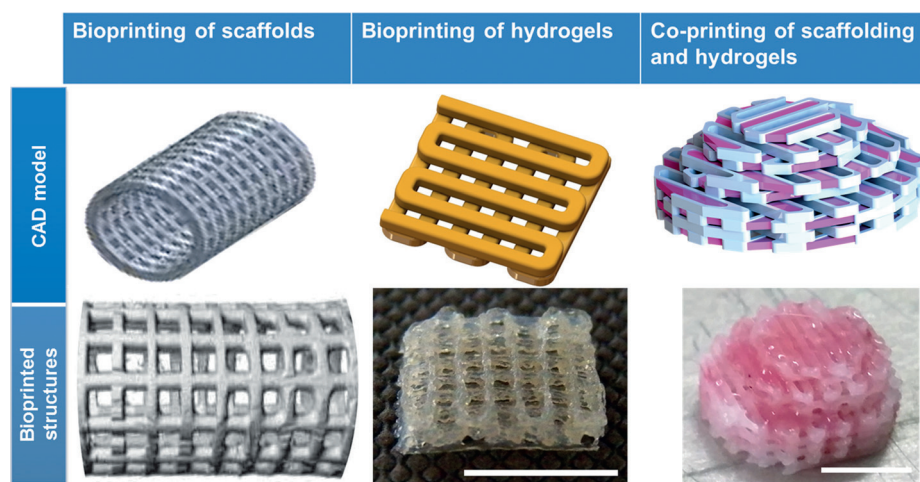 Bioprinting of scaffolds
Bioprinting of hydrogels
Co-printing of scaffolding
and hydrogels
CAD model
Bioprinted
structures